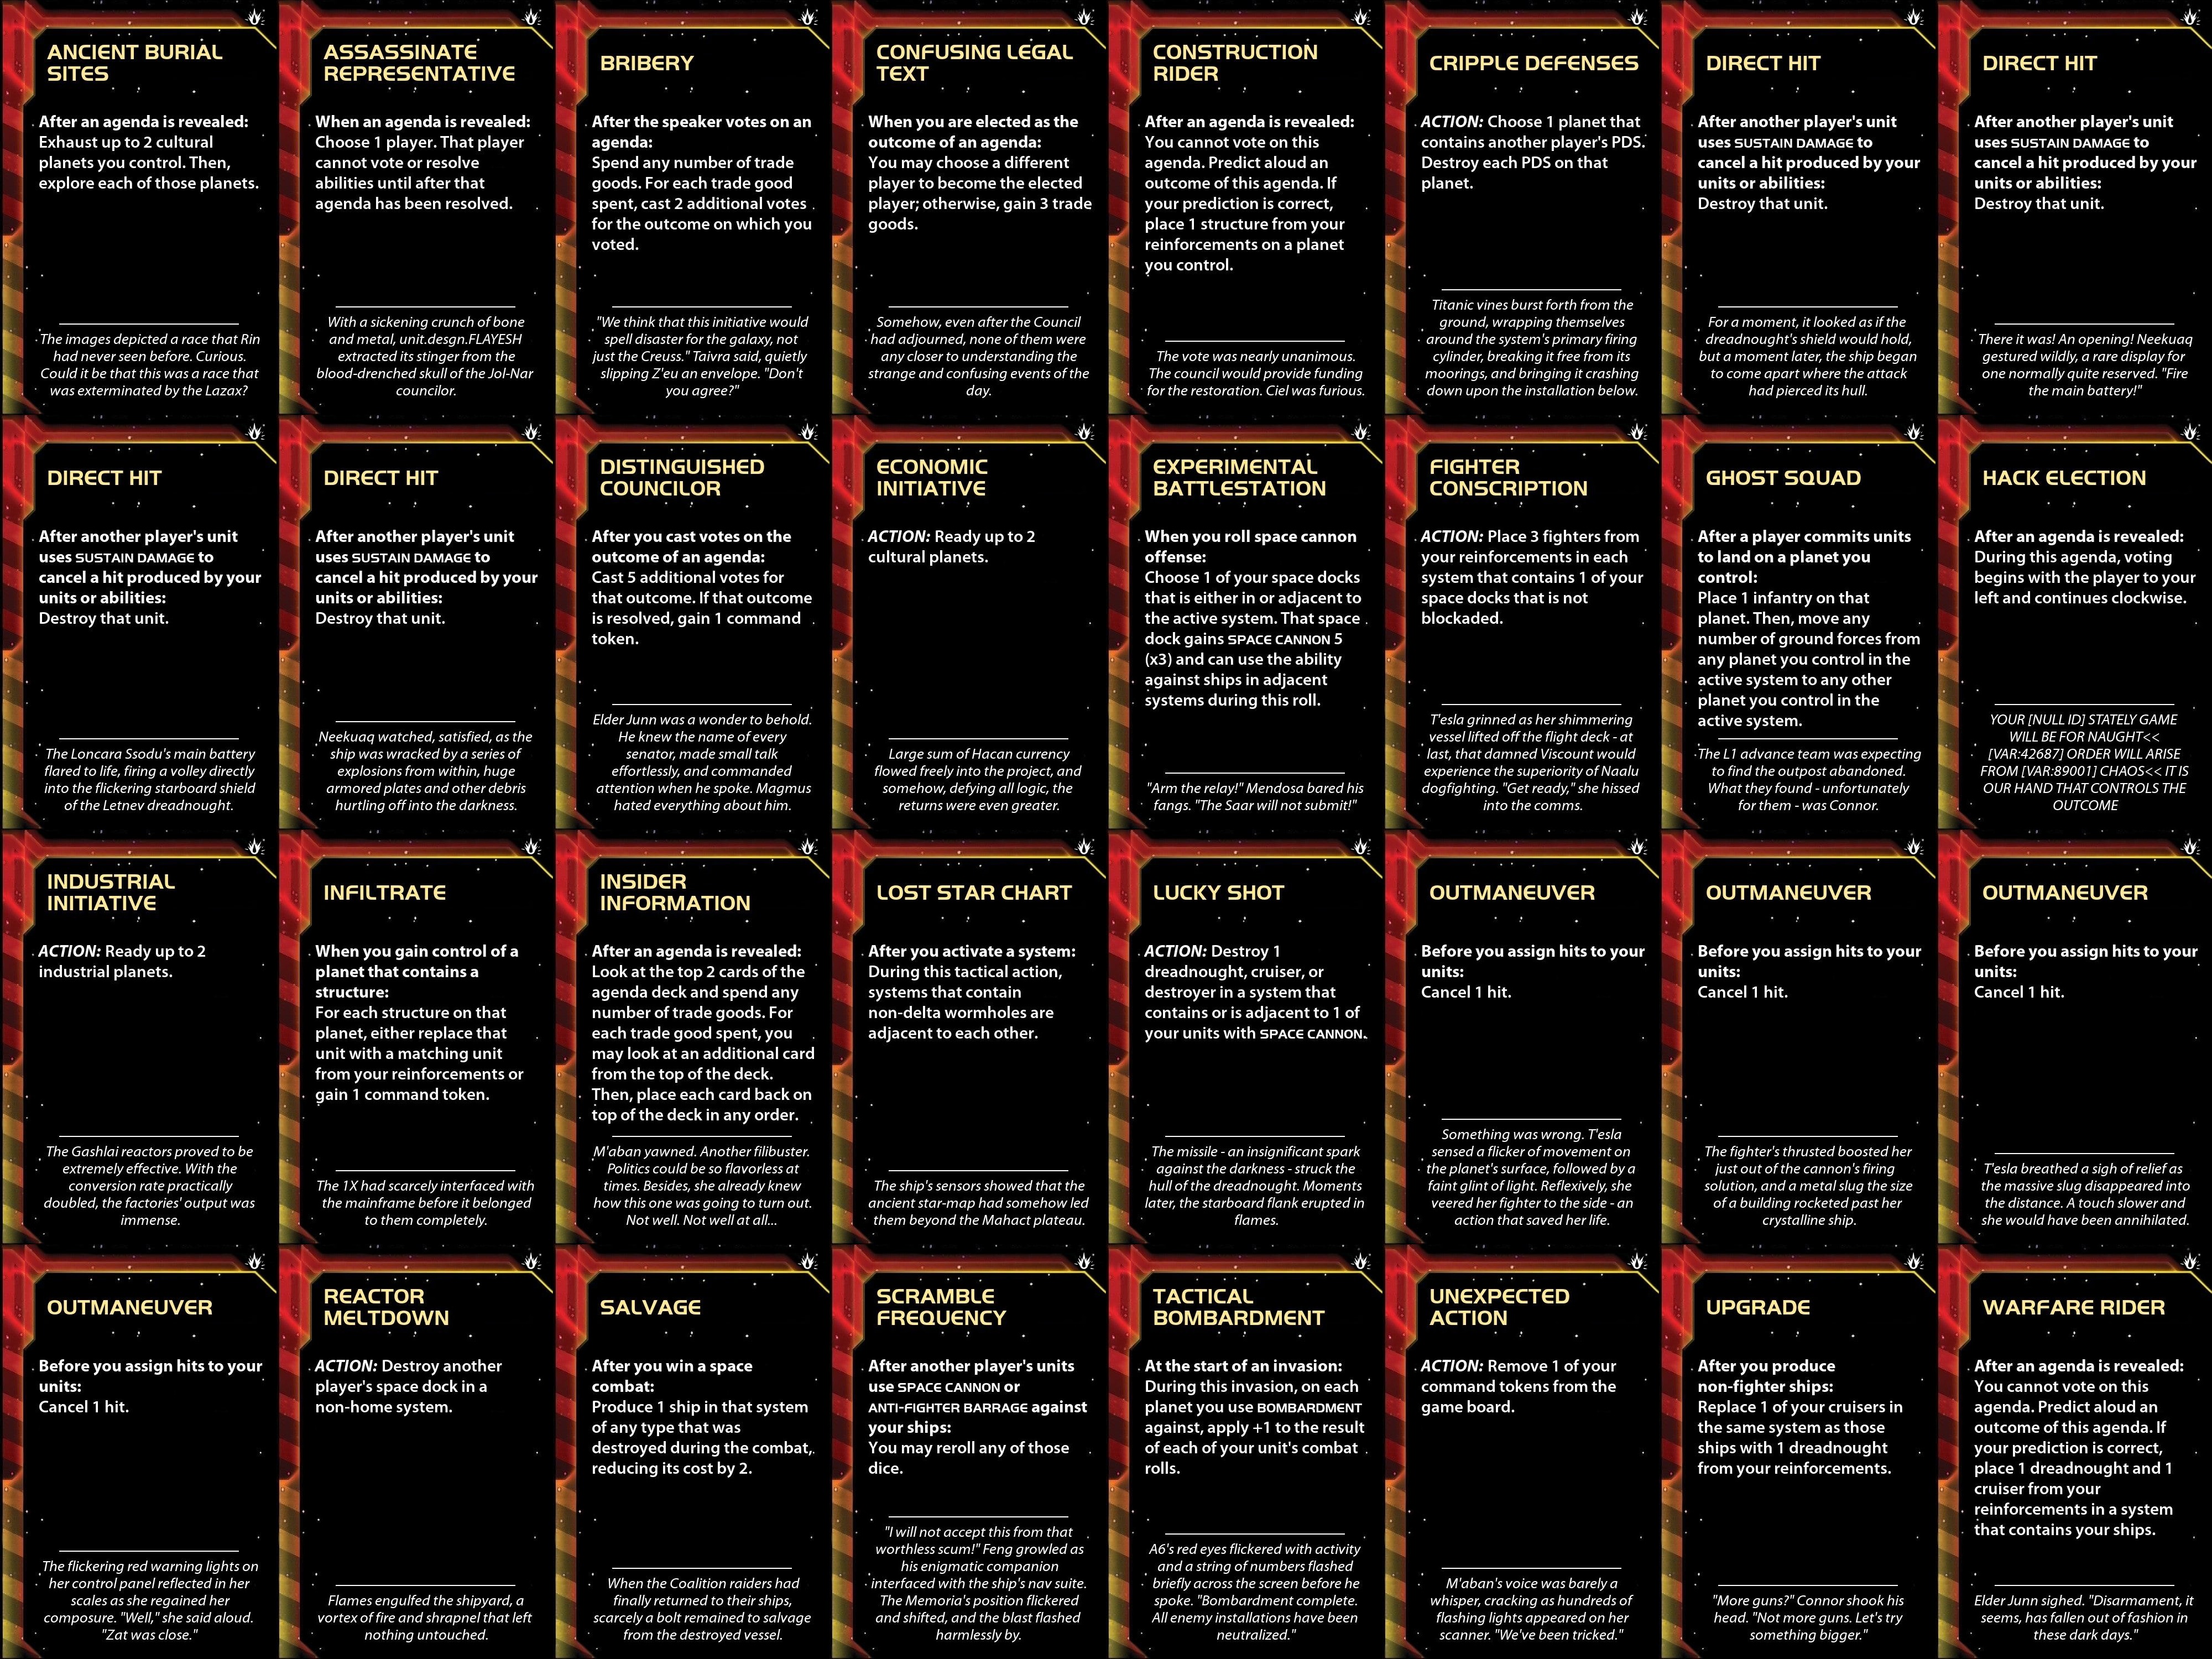 ANCIENT BURIAL
SITES
After an agenda is revealed:
Exhaust up to 2 cultural
planets you control. Then,
explore each of those planets.
The images depicted a race that Rin
had never seen before. Curious.
Could it be that this was a race that
was exterminated by the Lazax?
ASSASSINATE
REPRESENTATIVE
When an agenda is revealed:
Choose 1 player. That player
cannot vote or resolve
abilities until after that
agenda has been resolved.
With a sickening crunch of bone
and metal, unit.desgn.FLAYESH
extracted its stinger from the
blood-drenched skull of the Jol-Nar
councilor.
BRIBERY
After the speaker votes on an
agenda:
Spend any number of trade
goods. For each trade good
spent, cast 2 additional votes
for the outcome on which you
voted.
"We think that this initiative would
spell disaster for the galaxy, not
just the Creuss." Taivra said, quietly
slipping Z'eu an envelope. "Don't
you agree?"
CONFUSING LEGAL
TEXT
When you are elected as the
outcome of an agenda:
You may choose a different
player to become the elected
player; otherwise, gain 3 trade
goods.
Somehow, even after the Council
had adjourned, none of them were
any closer to understanding the
strange and confusing events of the
day.
CONSTRUCTION
RIDER
After an agenda is revealed:
You cannot vote on this
agenda. Predict aloud an
outcome of this agenda. If
your prediction is correct,
place 1 structure from your
reinforcements on a planet
you control.
The vote was nearly unanimous.
The council would provide funding
for the restoration. Ciel was furious.
CRIPPLE DEFENSES
ACTION: Choose 1 planet that
contains another player's PDS.
Destroy each PDS on that
planet.
Titanic vines burst forth from the
ground, wrapping themselves
around the system's primary firing
cylinder, breaking it free from its
moorings, and bringing it crashing
down upon the installation below.
DIRECT HIT
After another player's unit
uses SUSTAIN DAMAGE to
cancel a hit produced by your
units or abilities:
Destroy that unit.
For a moment, it looked as if the
dreadnought's shield would hold,
but a moment later, the ship began
to come apart where the attack
had pierced its hull.
DIRECT HIT
After another player's unit
uses SUSTAIN DAMAGE to
cancel a hit produced by your
units or abilities:
Destroy that unit.
There it was! An opening! Neekuaq
gestured wildly, a rare display for
one normally quite reserved. "Fire
the main battery!"
DIRECT HIT
After another player's unit
uses SUSTAIN DAMAGE to
cancel a hit produced by your
units or abilities:
Destroy that unit.
The Loncara Ssodu's main battery
flared to life, firing a volley directly
into the flickering starboard shield
of the Letnev dreadnought.
DIRECT HIT
After another player's unit
uses SUSTAIN DAMAGE to
cancel a hit produced by your
units or abilities:
Destroy that unit.
Neekuaq watched, satisfied, as the
ship was wracked by a series of
explosions from within, huge
armored plates and other debris
hurtling off into the darkness.
DISTINGUISHED
COUNCILOR
After you cast votes on the
outcome of an agenda:
Cast 5 additional votes for
that outcome. If that outcome
is resolved, gain 1 command
token.
Elder Junn was a wonder to behold.
He knew the name of every
senator, made small talk
effortlessly, and commanded
attention when he spoke. Magmus
hated everything about him.
ECONOMIC
INITIATIVE
ACTION: Ready up to 2
cultural planets.
Large sum of Hacan currency
flowed freely into the project, and
somehow, defying all logic, the
returns were even greater.
EXPERIMENTAL
BATTLESTATION
When you roll space cannon
offense:
Choose 1 of your space docks
that is either in or adjacent to
the active system. That space
dock gains SPACE CANNON 5
(x3) and can use the ability
against ships in adjacent
systems during this roll.
"Arm the relay!" Mendosa bared his
fangs. "The Saar will not submit!"
FIGHTER
CONSCRIPTION
ACTION: Place 3 fighters from
your reinforcements in each
system that contains 1 of your
space docks that is not
blockaded.
T'esla grinned as her shimmering
vessel lifted off the flight deck - at
last, that damned Viscount would
experience the superiority of Naalu
dogfighting. "Get ready," she hissed
into the comms.
GHOST SQUAD
After a player commits units
to land on a planet you
control:
Place 1 infantry on that
planet. Then, move any
number of ground forces from
any planet you control in the
active system to any other
planet you control in the
active system.
The L1 advance team was expecting
to find the outpost abandoned.
What they found - unfortunately
for them - was Connor.
HACK ELECTION
After an agenda is revealed:
During this agenda, voting
begins with the player to your
left and continues clockwise.
YOUR [NULL ID] STATELY GAME
WILL BE FOR NAUGHT<<
[VAR:42687] ORDER WILL ARISE
FROM [VAR:89001] CHAOS<< IT IS
OUR HAND THAT CONTROLS THE
OUTCOME
INDUSTRIAL
INITIATIVE
ACTION: Ready up to 2
industrial planets.
The Gashlai reactors proved to be
extremely effective. With the
conversion rate practically
doubled, the factories' output was
immense.
INFILTRATE
When you gain control of a
planet that contains a
structure:
For each structure on that
planet, either replace that
unit with a matching unit
from your reinforcements or
gain 1 command token.
The 1X had scarcely interfaced with
the mainframe before it belonged
to them completely.
INSIDER
INFORMATION
After an agenda is revealed:
Look at the top 2 cards of the
agenda deck and spend any
number of trade goods. For
each trade good spent, you
may look at an additional card
from the top of the deck.
Then, place each card back on
top of the deck in any order.
M'aban yawned. Another filibuster.
Politics could be so flavorless at
times. Besides, she already knew
how this one was going to turn out.
Not well. Not well at all...
LOST STAR CHART
After you activate a system:
During this tactical action,
systems that contain
non-delta wormholes are
adjacent to each other.
The ship's sensors showed that the
ancient star-map had somehow led
them beyond the Mahact plateau.
LUCKY SHOT
ACTION: Destroy 1
dreadnought, cruiser, or
destroyer in a system that
contains or is adjacent to 1 of
your units with SPACE CANNON.
The missile - an insignificant spark
against the darkness - struck the
hull of the dreadnought. Moments
later, the starboard flank erupted in
flames.
OUTMANEUVER
Before you assign hits to your
units:
Cancel 1 hit.
Something was wrong. T'esla
sensed a flicker of movement on
the planet's surface, followed by a
faint glint of light. Reflexively, she
veered her fighter to the side - an
action that saved her life.
OUTMANEUVER
Before you assign hits to your
units:
Cancel 1 hit.
The fighter's thrusted boosted her
just out of the cannon's firing
solution, and a metal slug the size
of a building rocketed past her
crystalline ship.
OUTMANEUVER
Before you assign hits to your
units:
Cancel 1 hit.
T'esla breathed a sigh of relief as
the massive slug disappeared into
the distance. A touch slower and
she would have been annihilated.
OUTMANEUVER
Before you assign hits to your
units:
Cancel 1 hit.
The flickering red warning lights on
her control panel reflected in her
scales as she regained her
composure. "Well," she said aloud.
"Zat was close."
REACTOR
MELTDOWN
ACTION: Destroy another
player's space dock in a
non-home system.
Flames engulfed the shipyard, a
vortex of fire and shrapnel that left
nothing untouched.
SALVAGE
After you win a space
combat:
Produce 1 ship in that system
of any type that was
destroyed during the combat,
reducing its cost by 2.
When the Coalition raiders had
finally returned to their ships,
scarcely a bolt remained to salvage
from the destroyed vessel.
SCRAMBLE
FREQUENCY
After another player's units
use SPACE CANNON or
ANTI-FIGHTER BARRAGE against
your ships:
You may reroll any of those
dice.
"I will not accept this from that
worthless scum!" Feng growled as
his enigmatic companion
interfaced with the ship's nav suite.
The Memoria's position flickered
and shifted, and the blast flashed
harmlessly by.
TACTICAL
BOMBARDMENT
At the start of an invasion:
During this invasion, on each
planet you use BOMBARDMENT
against, apply +1 to the result
of each of your unit's combat
rolls.
A6's red eyes flickered with activity
and a string of numbers flashed
briefly across the screen before he
spoke. "Bombardment complete.
All enemy installations have been
neutralized."
UNEXPECTED
ACTION
ACTION: Remove 1 of your
command tokens from the
game board.
M'aban's voice was barely a
whisper, cracking as hundreds of
flashing lights appeared on her
scanner. "We've been tricked."
UPGRADE
After you produce
non-fighter ships:
Replace 1 of your cruisers in
the same system as those
ships with 1 dreadnought
from your reinforcements.
"More guns?" Connor shook his
head. "Not more guns. Let's try
something bigger."
WARFARE RIDER
After an agenda is revealed:
You cannot vote on this
agenda. Predict aloud an
outcome of this agenda. If
your prediction is correct,
place 1 dreadnought and 1
cruiser from your
reinforcements in a system
that contains your ships.
Elder Junn sighed. "Disarmament, it
seems, has fallen out of fashion in
these dark days."